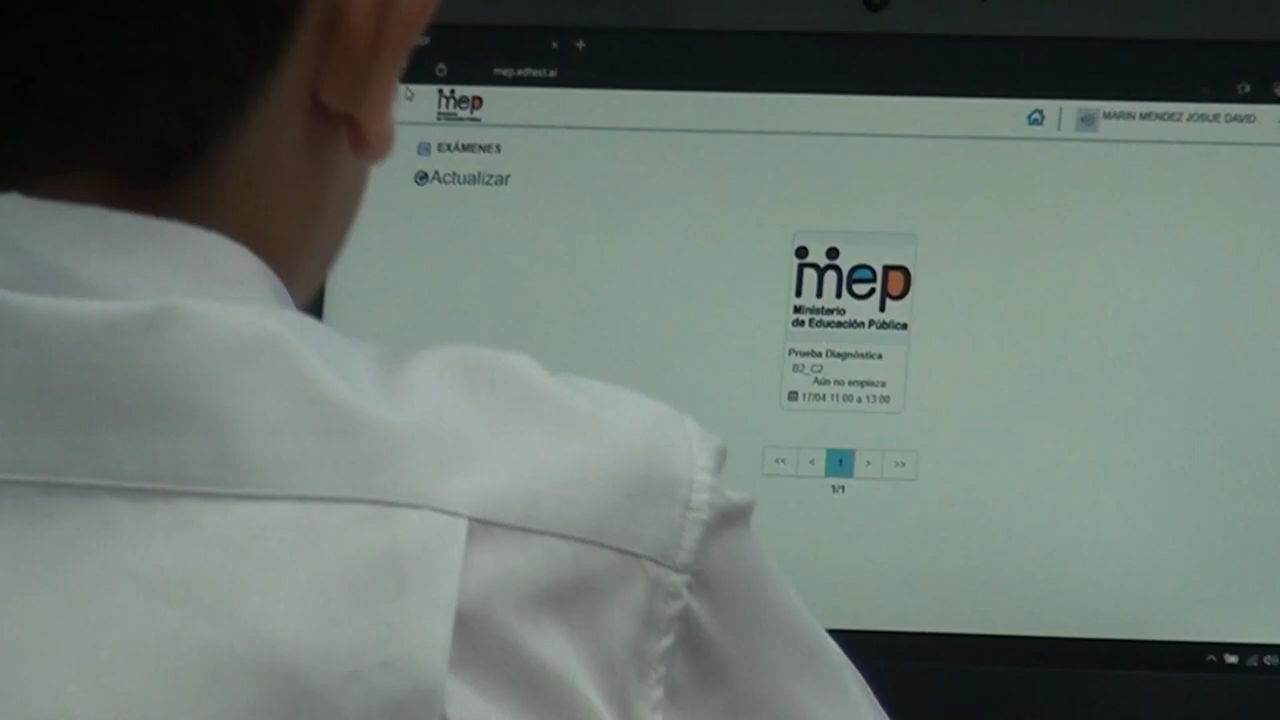 mep.edtest.ai
mep
MARIN MENDEZ JOSUE DAVID
EXÁMENES
Actualizar
mep
Ministerio
de Educación Pública
Prueba Diagnóstica
B2_C2
Aún no empieza
17/04 11:00 a 13:00
<< < 1 > >>
1/1